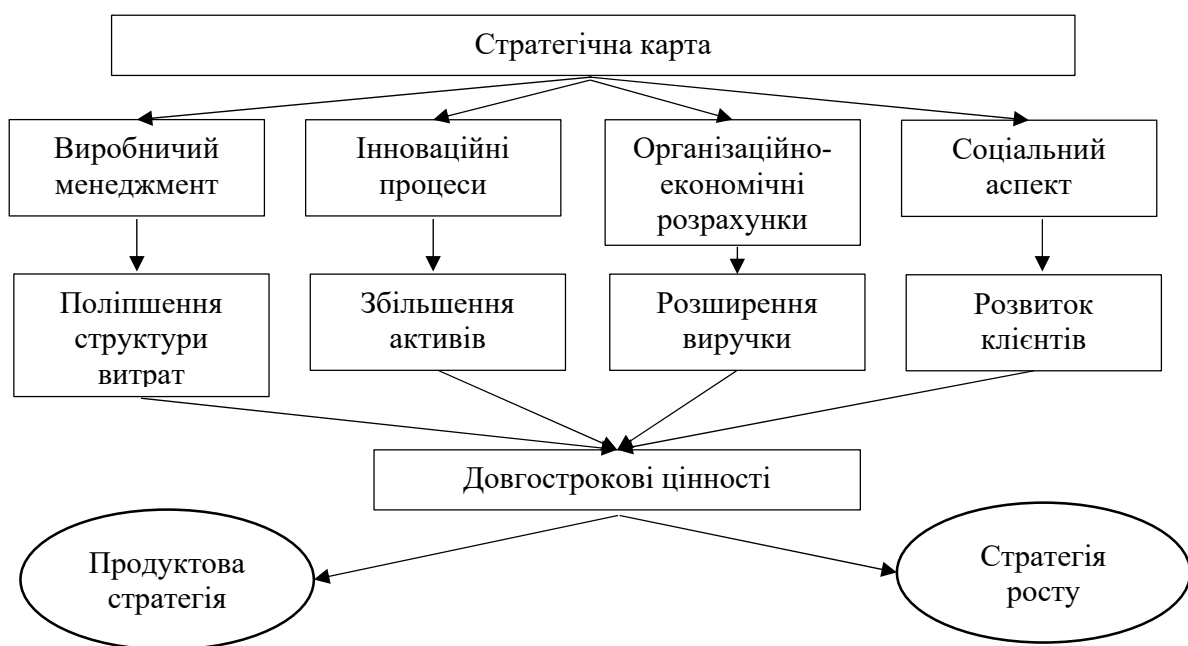 Стратегічна карта
Виробничий
менеджмент
Інноваційні
процеси
Організаційно-
економічні
розрахунки
Соціальний
аспект
Поліпшення
структури
витрат
Збільшення
активів
Розширення
виручки
Розвиток
клієнтів
Довгострокові цінності
Продуктова
стратегія
Стратегія
росту